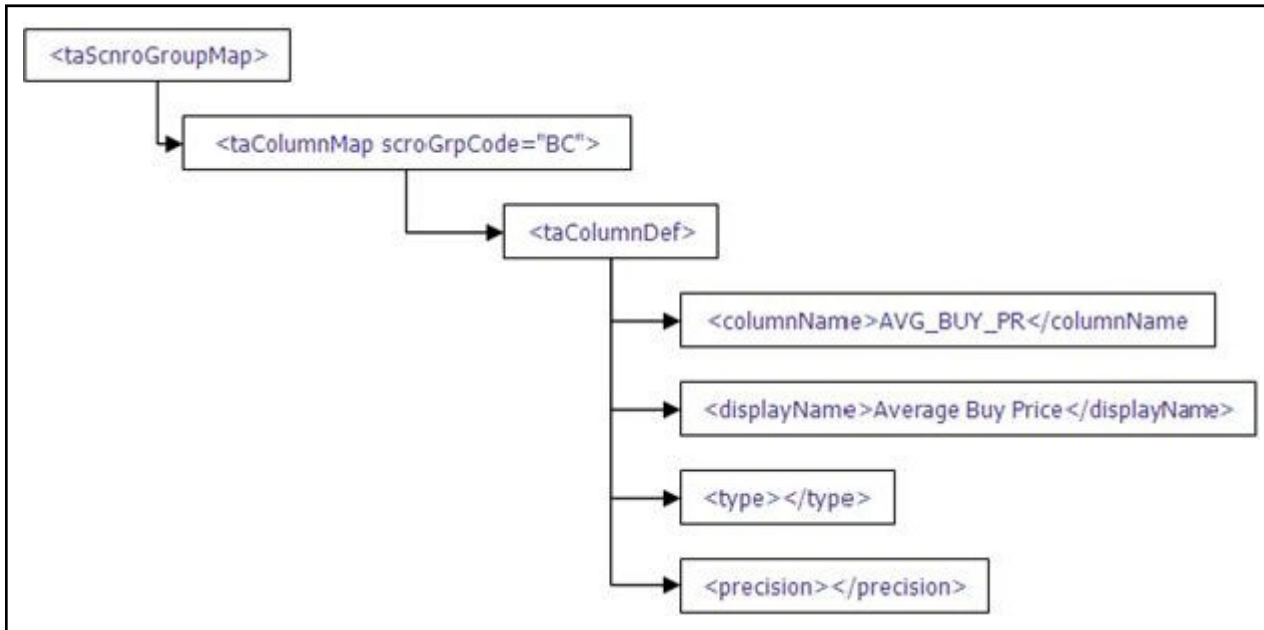 <taScnroGroupMap>
<taColumnMap scroGrpCode="BC">
<taColumnDef>
<columnName>AVG_BUY_PR</columnName
<displayName>Average Buy Price</displayName>
<type></type>
<precision></precision>